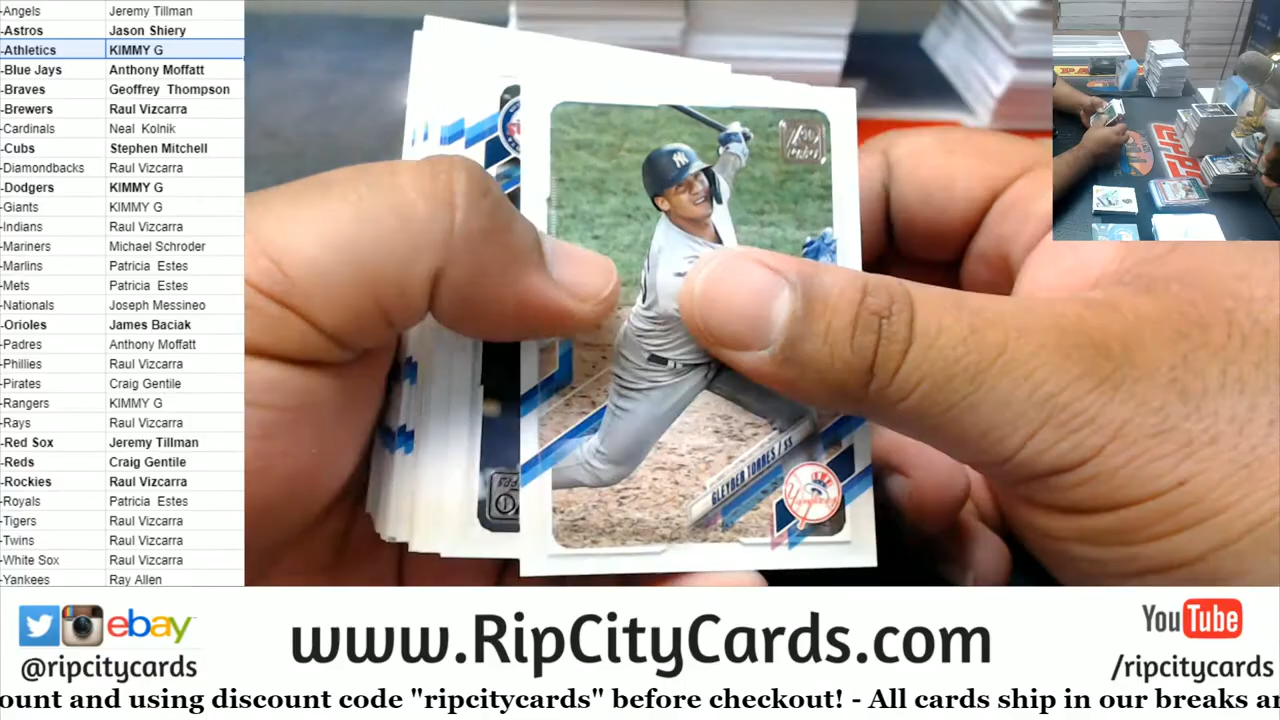 -Angels Jeremy Tillman
-Astros Jason Shiery
-Athletics KIMMY G
-Blue Jays Anthony Moffatt
-Braves Geoffrey Thompson
-Brewers Raul Vizcarra
-Cardinals Neal Kolnik
-Cubs Stephen Mitchell
-Diamondbacks Raul Vizcarra
-Dodgers KIMMY G
-Giants KIMMY G
-Indians Raul Vizcarra
-Mariners Michael Schroder
-Marlins Patricia Estes
-Mets Patricia Estes
-Nationals Joseph Messineo
-Orioles James Baciak
-Padres Anthony Moffatt
-Phillies Raul Vizcarra
-Pirates Craig Gentile
-Rangers KIMMY G
-Rays Raul Vizcarra
-Red Sox Jeremy Tillman
-Reds Craig Gentile
-Rockies Raul Vizcarra
-Royals Patricia Estes
-Tigers Raul Vizcarra
-Twins Raul Vizcarra
-White Sox Raul Vizcarra
-Yankees Ray Allen
GLEYBER TORRES / SS
Yankees
ebay
@ripcitycards
www.RipCityCards.com
YouTube
/ripcitycards
ount and using discount code "ripcitycards" before checkout! - All cards ship in our breaks a